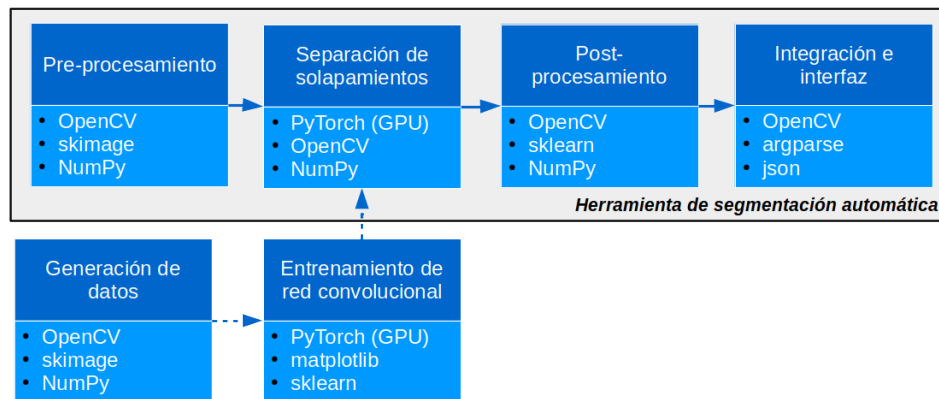 Pre-procesamiento
OpenCV
skimage
NumPy
Separación de
solapamientos
PyTorch (GPU)
OpenCV
NumPy
Post-
procesamiento
OpenCV
sklearn
NumPy
Integración e
interfaz
OpenCV
argparse
json
Herramienta de segmentación automática
Generación de
datos
OpenCV
skimage
NumPy
Entrenamiento de
red convolucional
PyTorch (GPU)
matplotlib
sklearn